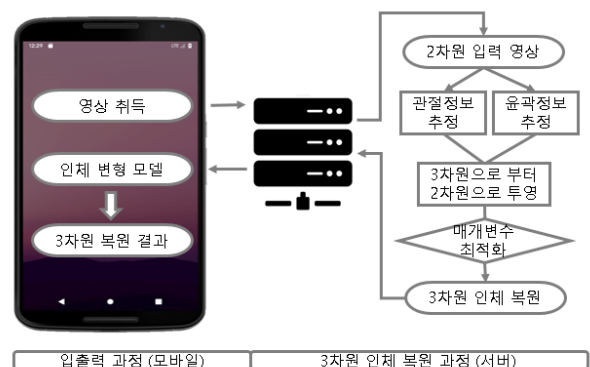 12:29
LTE
영상 취득
인체 변형 모델
3차원 복원 결과
2차원 입력 영상
관절정보
추정
윤곽정보
추정
3차원으로 부터
2차원으로 투영
매개변수
최적화
3차원 인체 복원
입출력 과정 (모바일)
3차원 인체 복원 과정 (서버)